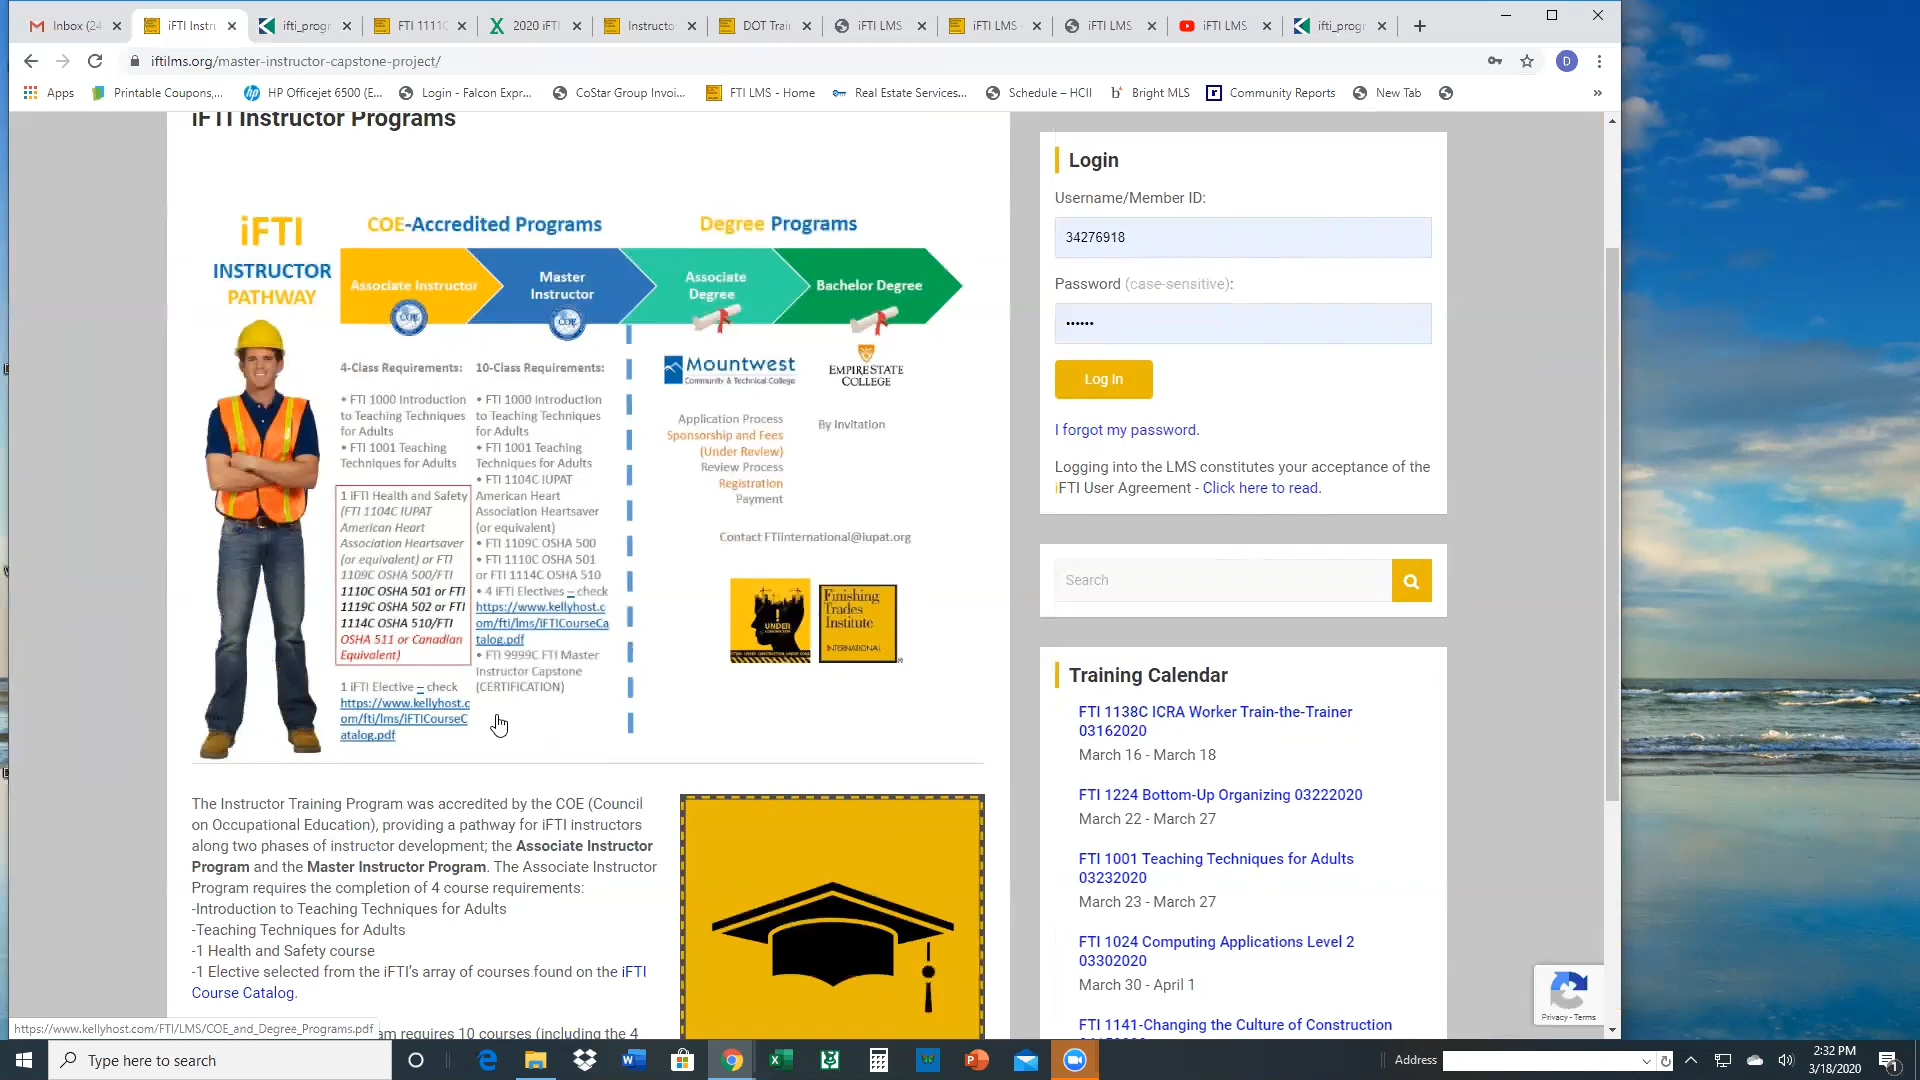 Inbox (24
iFTI Instru
ifti_progr
FTI 1111C
2020 iFTI
Instructo
DOT Trai
iFTI LMS
iFTI LMS
iFTI LMS
iFTI LMS
ifti_progr
iftilms.org/master-instructor-capstone-project/
D
Apps
Printable Coupons,...
HP Officejet 6500 (E...
Login - Falcon Expr...
CoStar Group Invoi...
FTI LMS - Home
Real Estate Services...
Schedule – HCII
Bright MLS
Community Reports
New Tab
»
iFTI Instructor Programs
iFTI
INSTRUCTOR
PATHWAY
COE-Accredited Programs
Degree Programs
Associate Instructor
Master
Instructor
Associate
Degree
Bachelor Degree
COE
COE
4-Class Requirements:
• FTI 1000 Introduction
to Teaching Techniques
for Adults
• FTI 1001 Teaching
Techniques for Adults
1 iFTI Health and Safety
(FTI 1104C IUPAT
American Heart
Association Heartsaver
(or equivalent) or FTI
1109C OSHA 500/FTI
1110C OSHA 501 or FTI
1119C OSHA 502 or FTI
1114C OSHA 510/FTI
OSHA 511 or Canadian
Equivalent)
1 iFTI Elective – check
https://www.kellyhost.c
om/fti/lms/iFTICourseC
atalog.pdf
10-Class Requirements:
• FTI 1000 Introduction
to Teaching Techniques
for Adults
• FTI 1001 Teaching
Techniques for Adults
• FTI 1104C IUPAT
American Heart
Association Heartsaver
(or equivalent)
• FTI 1109C OSHA 500
• FTI 1110C OSHA 501
or FTI 1114C OSHA 510
• 4 iFTI Electives – check
https://www.kellyhost.c
om/fti/lms/iFTICourseCa
talog.pdf
• FTI 9999C FTI Master
Instructor Capstone
(CERTIFICATION)
Mountwest
Community & Technical College
Application Process
Sponsorship and Fees
(Under Review)
Review Process
Registration
Payment
EMPIRE STATE
COLLEGE
By Invitation
Contact FTIinternational@iupat.org
UNDER
Finishing
Trades
Institute
INTERNATIONAL
The Instructor Training Program was accredited by the COE (Council
on Occupational Education), providing a pathway for iFTI instructors
along two phases of instructor development; the Associate Instructor
Program and the Master Instructor Program. The Associate Instructor
Program requires the completion of 4 course requirements:
-Introduction to Teaching Techniques for Adults
-Teaching Techniques for Adults
-1 Health and Safety course
-1 Elective selected from the iFTI's array of courses found on the iFTI
Course Catalog.
am requires 10 courses (including the 4
https://www.kellyhost.com/FTI/LMS/COE_and_Degree_Programs.pdf
Login
Username/Member ID:
34276918
Password (case-sensitive):
••••••
Log In
I forgot my password.
Logging into the LMS constitutes your acceptance of the
iFTI User Agreement - Click here to read.
Search
Training Calendar
FTI 1138C ICRA Worker Train-the-Trainer
03162020
March 16 - March 18
FTI 1224 Bottom-Up Organizing 03222020
March 22 - March 27
FTI 1001 Teaching Techniques for Adults
03232020
March 23 - March 27
FTI 1024 Computing Applications Level 2
03302020
March 30 - April 1
FTI 1141-Changing the Culture of Construction
Privacy - Terms
Type here to search
Address
2:32 PM
3/18/2020
1